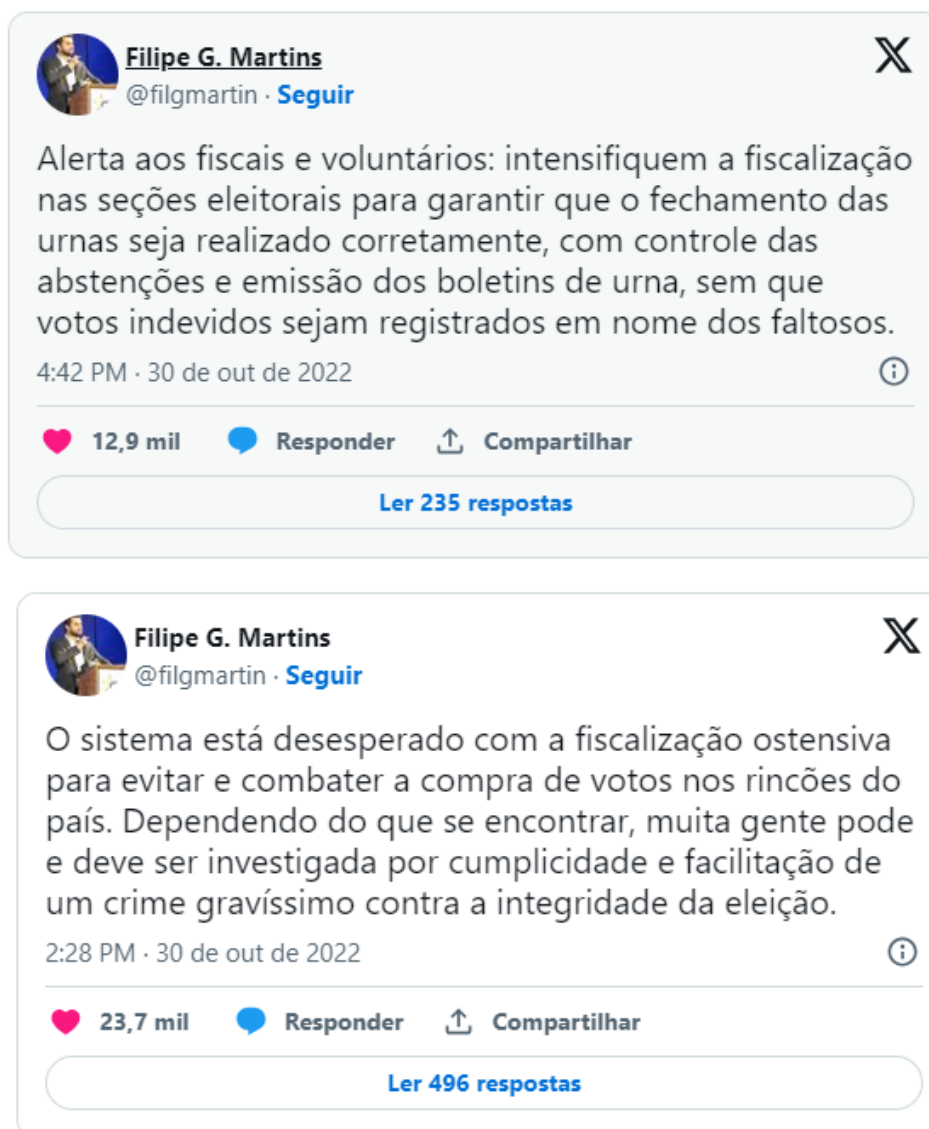 Filipe G. Martins
@filgmartin · Seguir
Alerta aos fiscais e voluntários: intensifiquem a fiscalização
nas seções eleitorais para garantir que o fechamento das
urnas seja realizado corretamente, com controle das
abstenções e emissão dos boletins de urna, sem que
votos indevidos sejam registrados em nome dos faltosos.
4:42 PM · 30 de out de 2022
12,9 mil Responder Compartilhar
Ler 235 respostas
Filipe G. Martins
@filgmartin · Seguir
O sistema está desesperado com a fiscalização ostensiva
para evitar e combater a compra de votos nos rincões do
país. Dependendo do que se encontrar, muita gente pode
e deve ser investigada por cumplicidade e facilitação de
um crime gravíssimo contra a integridade da eleição.
2:28 PM · 30 de out de 2022
23,7 mil Responder Compartilhar
Ler 496 respostas